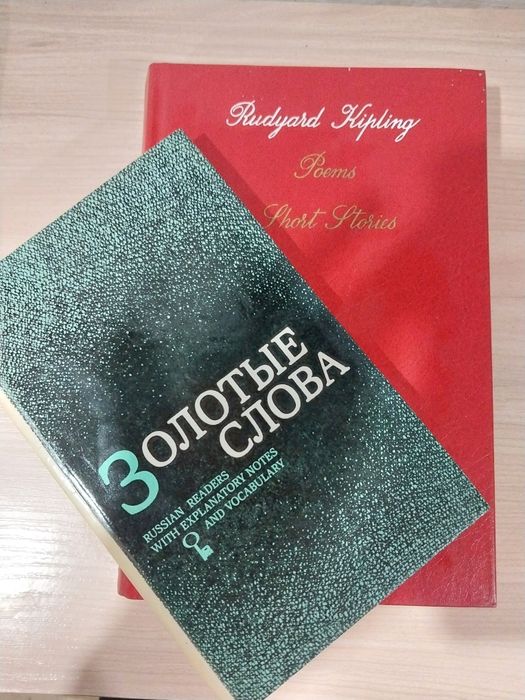 Rudyard Kipling
Poems
Short Stories
ЗОЛОТЫЕ
СЛОВА
RUSSIAN READERS
WITH EXPLANATORY NOTES
AND VOCABULARY